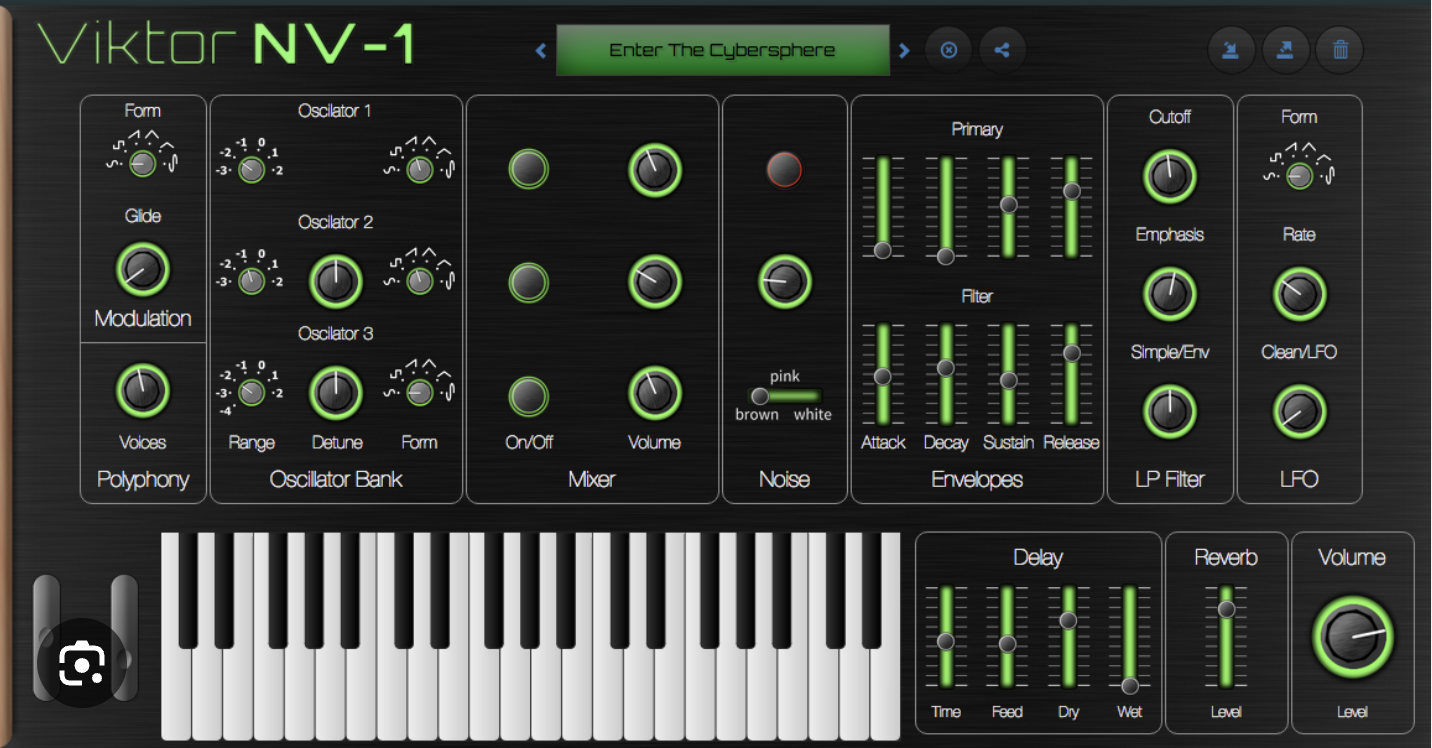 Viktor NV-1
Enter The Cybersphere
Form
Glide
Modulation
Voices
Polyphony
Oscilator 1
-3 -2 -1 0 1 2
Oscilator 2
-3 -2 -1 0 1 2
Oscilator 3
-4 -3 -2 -1 0 1 2
Range Detune Form
Oscillator Bank
On/Off Volume
Mixer
pink
brown white
Noise
Primary
Filter
Attack Decay Sustain Release
Envelopes
Cutoff
Emphasis
Simple/Env
LP Filter
Form
Rate
Clean/LFO
LFO
Delay
Time Feed Dry Wet
Reverb
Level
Volume
Level